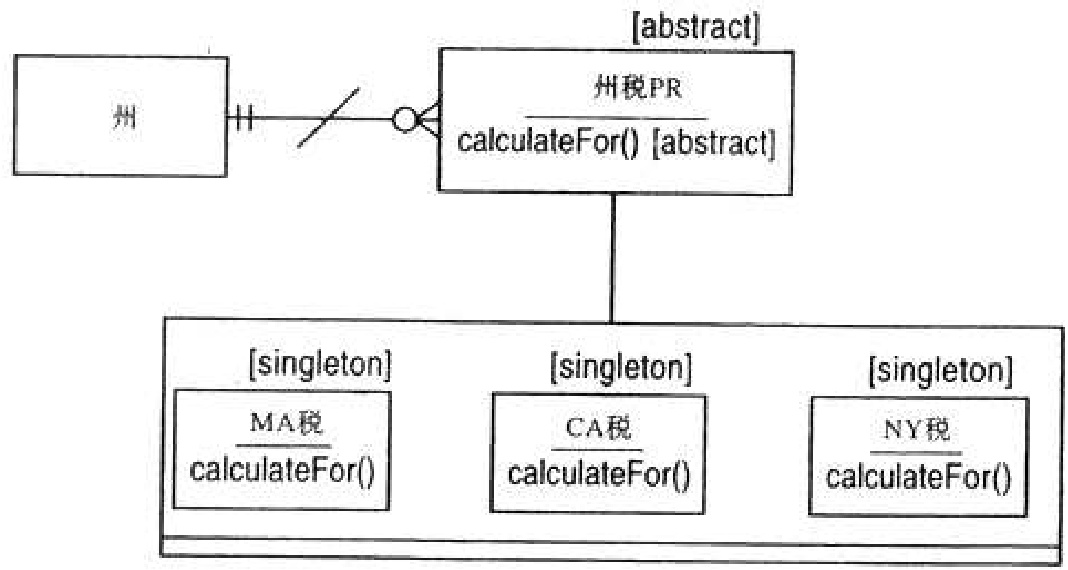 [abstract]
州
州税PR
calculateFor() [abstract]
[singleton]
MA税
calculateFor()
[singleton]
CA税
calculateFor()
[singleton]
NY税
calculateFor()